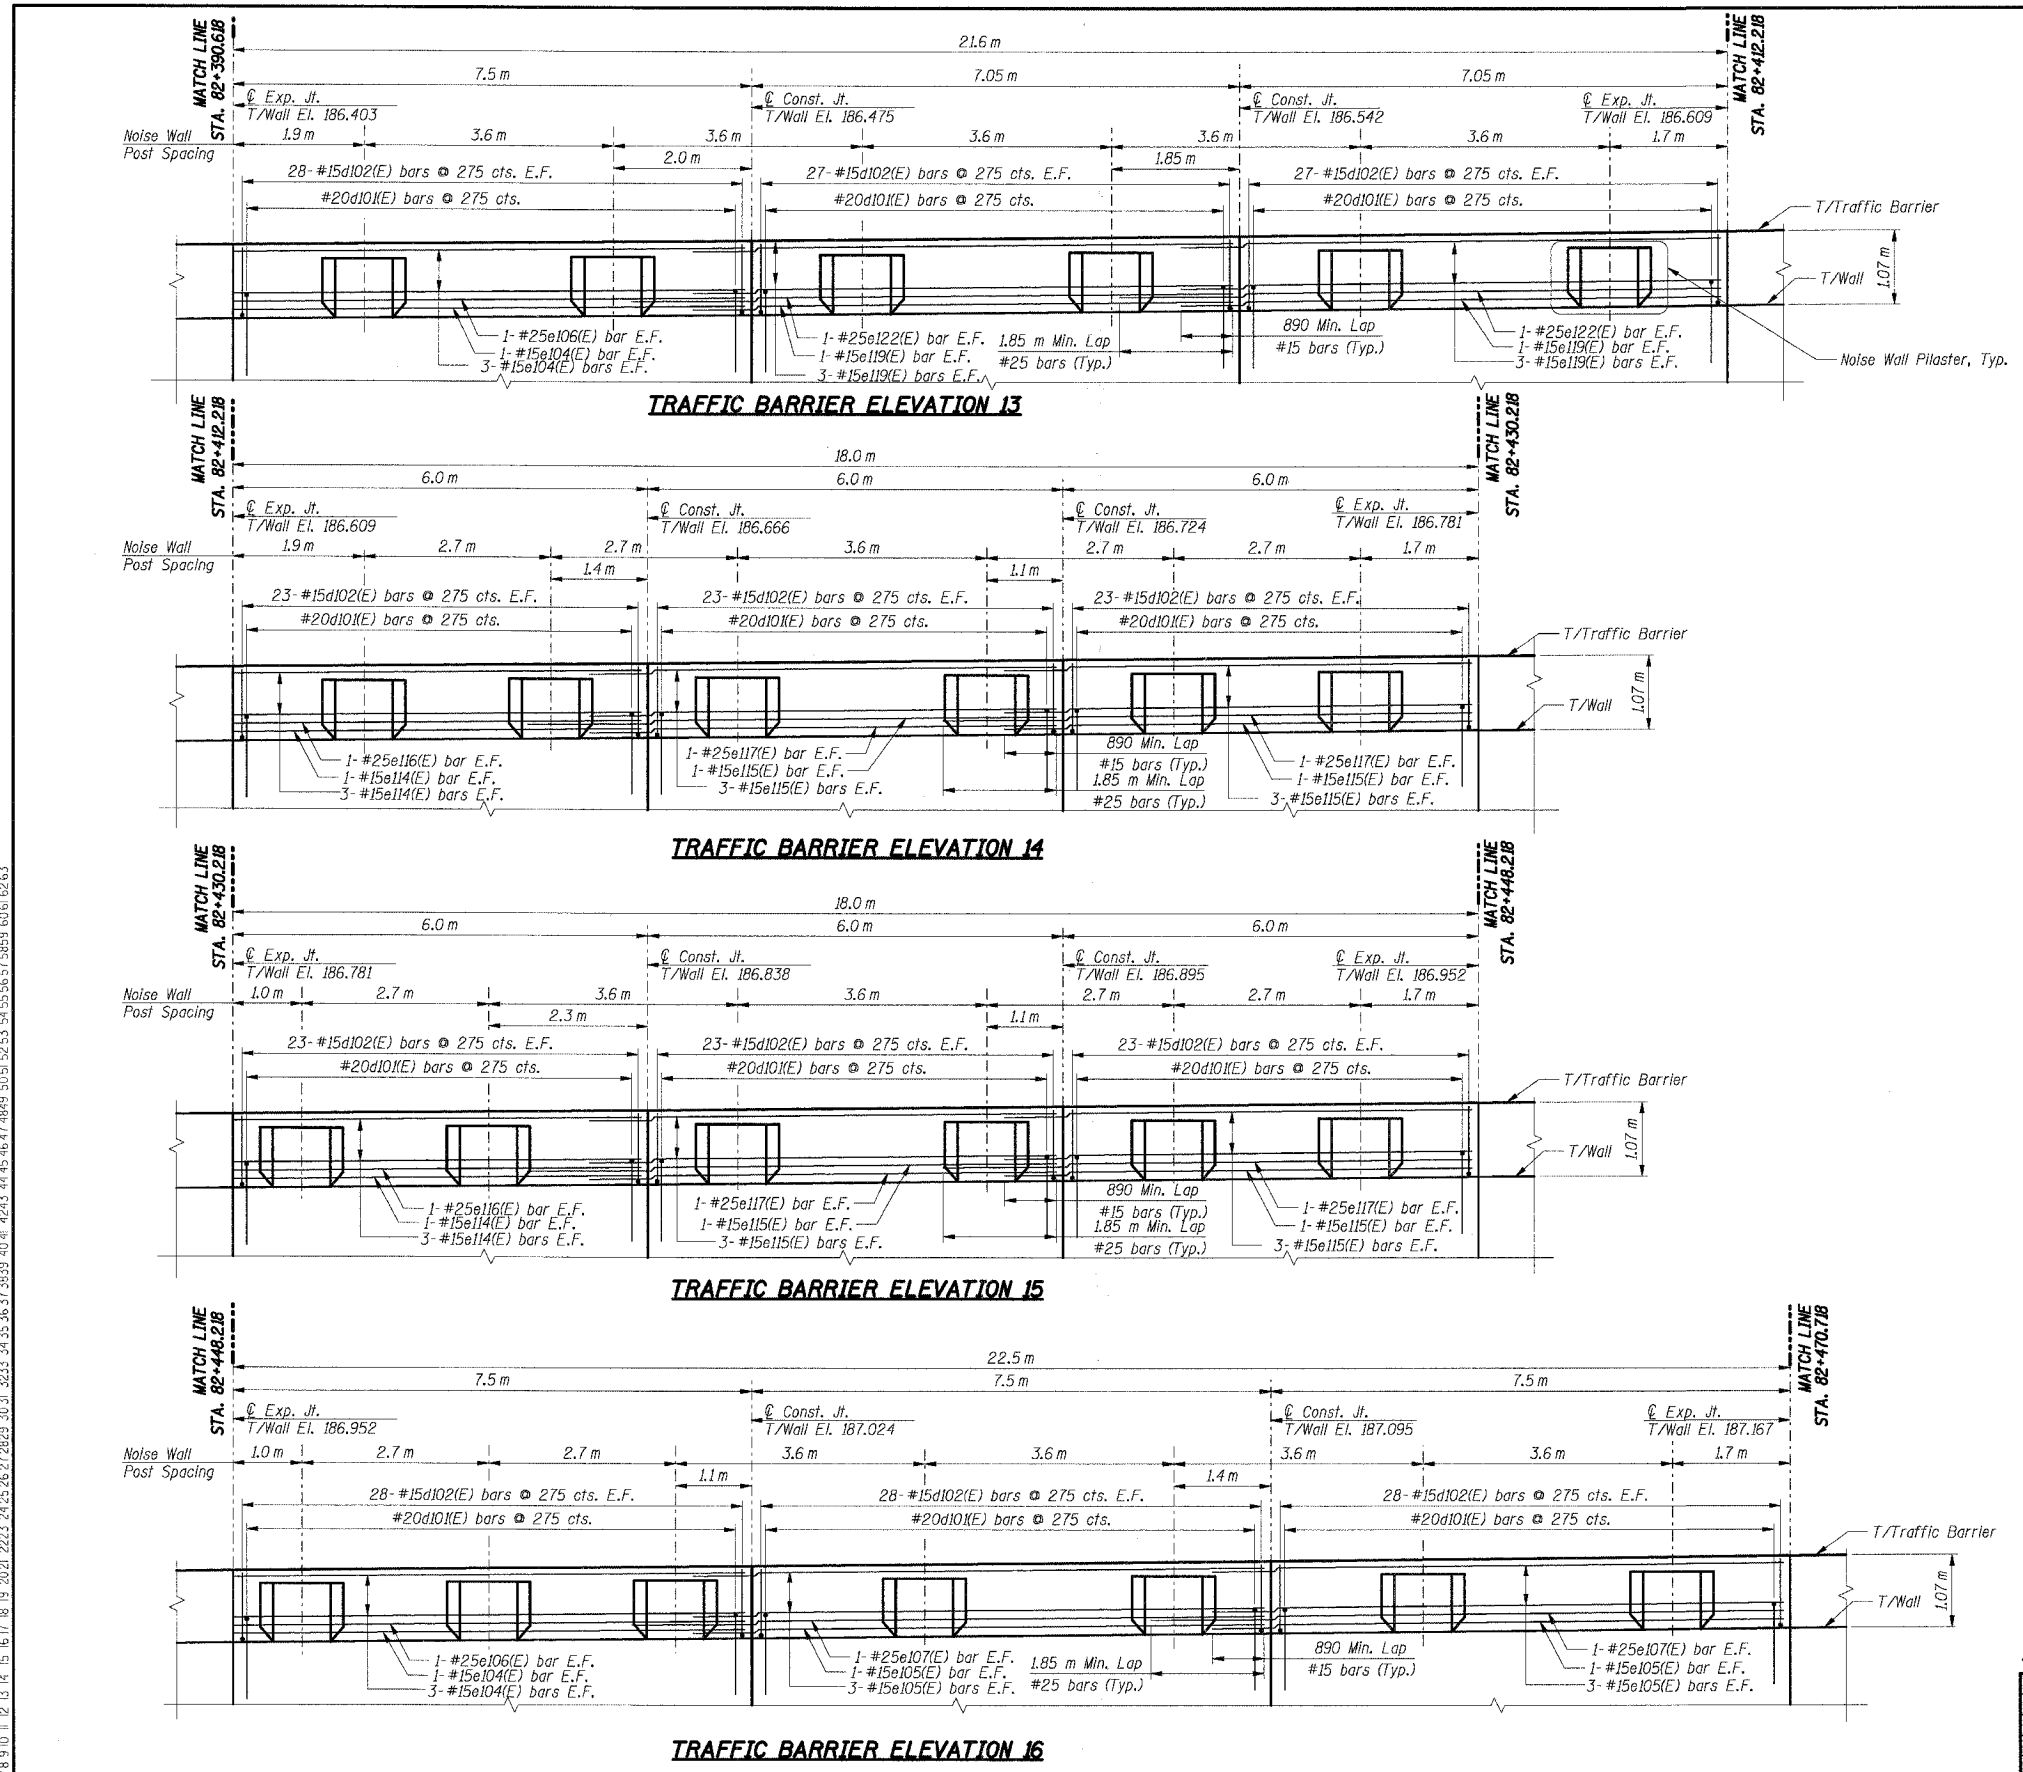 MATCH LINE
STA. 82+390.618
21.6 m
MATCH LINE
STA. 82+412.218
7.5 m
7.05 m
7.05 m
℄ Exp. Jt.
T/Wall El. 186.403
℄ Const. Jt.
T/Wall El. 186.475
℄ Const. Jt.
T/Wall El. 186.542
℄ Exp. Jt.
T/Wall El. 186.609
Noise Wall
Post Spacing
1.9 m
3.6 m
3.6 m
3.6 m
3.6 m
3.6 m
1.7 m
2.0 m
1.85 m
28-#15d102(E) bars @ 275 cts. E.F.
27-#15d102(E) bars @ 275 cts. E.F.
27-#15d102(E) bars @ 275 cts. E.F.
#20d101(E) bars @ 275 cts.
#20d101(E) bars @ 275 cts.
#20d101(E) bars @ 275 cts.
T/Traffic Barrier
T/Wall
1.07 m
1-#25e106(E) bar E.F.
1-#15e104(E) bar E.F.
3-#15e104(E) bars E.F.
1-#25e122(E) bar E.F.
1-#15e119(E) bar E.F.
3-#15e119(E) bars E.F.
1.85 m Min. Lap
#25 bars (Typ.)
890 Min. Lap
#15 bars (Typ.)
1-#25e122(E) bar E.F.
1-#15e119(E) bar E.F.
3-#15e119(E) bars E.F.
Noise Wall Pilaster, Typ.
TRAFFIC BARRIER ELEVATION 13
MATCH LINE
STA. 82+412.218
18.0 m
MATCH LINE
STA. 82+430.218
6.0 m
6.0 m
6.0 m
℄ Exp. Jt.
T/Wall El. 186.609
℄ Const. Jt.
T/Wall El. 186.666
℄ Const. Jt.
T/Wall El. 186.724
℄ Exp. Jt.
T/Wall El. 186.781
Noise Wall
Post Spacing
1.9 m
2.7 m
2.7 m
3.6 m
2.7 m
2.7 m
1.7 m
1.4 m
1.1 m
23-#15d102(E) bars @ 275 cts. E.F.
23-#15d102(E) bars @ 275 cts. E.F.
23-#15d102(E) bars @ 275 cts. E.F.
#20d101(E) bars @ 275 cts.
#20d101(E) bars @ 275 cts.
#20d101(E) bars @ 275 cts.
T/Traffic Barrier
T/Wall
1.07 m
1-#25e116(E) bar E.F.
1-#15e114(E) bar E.F.
3-#15e114(E) bars E.F.
1-#25e117(E) bar E.F.
1-#15e115(E) bar E.F.
3-#15e115(E) bars E.F.
890 Min. Lap
#15 bars (Typ.)
1.85 m Min. Lap
#25 bars (Typ.)
1-#25e117(E) bar E.F.
1-#15e115(E) bar E.F.
3-#15e115(E) bars E.F.
TRAFFIC BARRIER ELEVATION 14
MATCH LINE
STA. 82+430.218
18.0 m
MATCH LINE
STA. 82+448.218
6.0 m
6.0 m
6.0 m
℄ Exp. Jt.
T/Wall El. 186.781
℄ Const. Jt.
T/Wall El. 186.838
℄ Const. Jt.
T/Wall El. 186.895
℄ Exp. Jt.
T/Wall El. 186.952
Noise Wall
Post Spacing
1.0 m
2.7 m
3.6 m
3.6 m
2.7 m
2.7 m
1.7 m
2.3 m
1.1 m
23-#15d102(E) bars @ 275 cts. E.F.
23-#15d102(E) bars @ 275 cts. E.F.
23-#15d102(E) bars @ 275 cts. E.F.
#20d101(E) bars @ 275 cts.
#20d101(E) bars @ 275 cts.
#20d101(E) bars @ 275 cts.
T/Traffic Barrier
T/Wall
1.07 m
1-#25e116(E) bar E.F.
1-#15e114(E) bar E.F.
3-#15e114(E) bars E.F.
1-#25e117(E) bar E.F.
1-#15e115(E) bar E.F.
3-#15e115(E) bars E.F.
890 Min. Lap
#15 bars (Typ.)
1.85 m Min. Lap
#25 bars (Typ.)
1-#25e117(E) bar E.F.
1-#15e115(E) bar E.F.
3-#15e115(E) bars E.F.
TRAFFIC BARRIER ELEVATION 15
MATCH LINE
STA. 82+448.218
22.5 m
MATCH LINE
STA. 82+470.718
7.5 m
7.5 m
7.5 m
℄ Exp. Jt.
T/Wall El. 186.952
℄ Const. Jt.
T/Wall El. 187.024
℄ Const. Jt.
T/Wall El. 187.095
℄ Exp. Jt.
T/Wall El. 187.167
Noise Wall
Post Spacing
1.0 m
2.7 m
2.7 m
3.6 m
3.6 m
3.6 m
3.6 m
1.7 m
1.1 m
1.4 m
28-#15d102(E) bars @ 275 cts. E.F.
28-#15d102(E) bars @ 275 cts. E.F.
28-#15d102(E) bars @ 275 cts. E.F.
#20d101(E) bars @ 275 cts.
#20d101(E) bars @ 275 cts.
#20d101(E) bars @ 275 cts.
T/Traffic Barrier
T/Wall
1.07 m
1-#25e106(E) bar E.F.
1-#15e104(E) bar E.F.
3-#15e104(E) bars E.F.
1-#25e107(E) bar E.F.
1-#15e105(E) bar E.F.
3-#15e105(E) bars E.F.
1.85 m Min. Lap
#25 bars (Typ.)
890 Min. Lap
#15 bars (Typ.)
1-#25e107(E) bar E.F.
1-#15e105(E) bar E.F.
3-#15e105(E) bars E.F.
TRAFFIC BARRIER ELEVATION 16